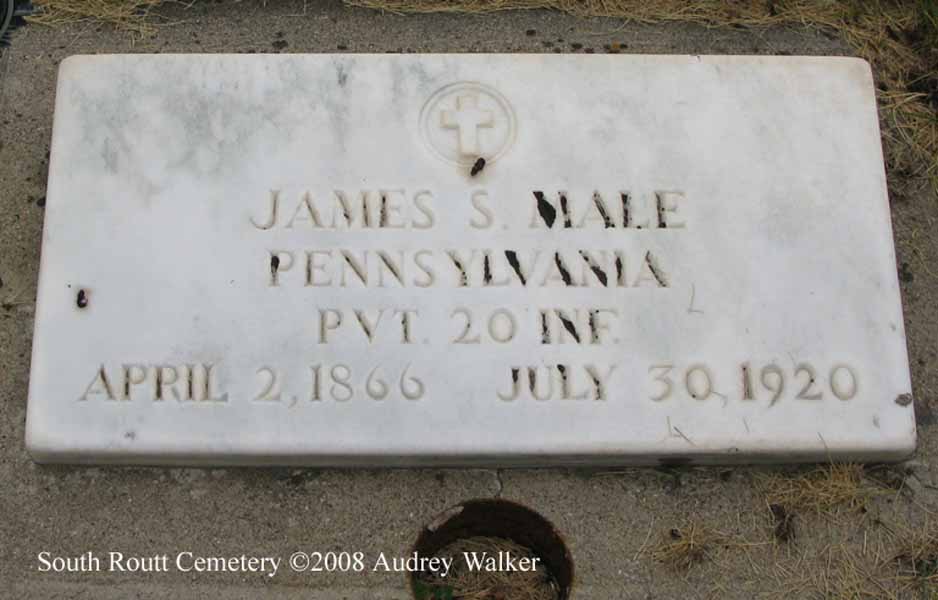 JAMES S. MALE
PENNSYLVANIA
PVT. 20 INF.
APRIL 2, 1866 JULY 30, 1920
South Routt Cemetery ©2008 Audrey Walker